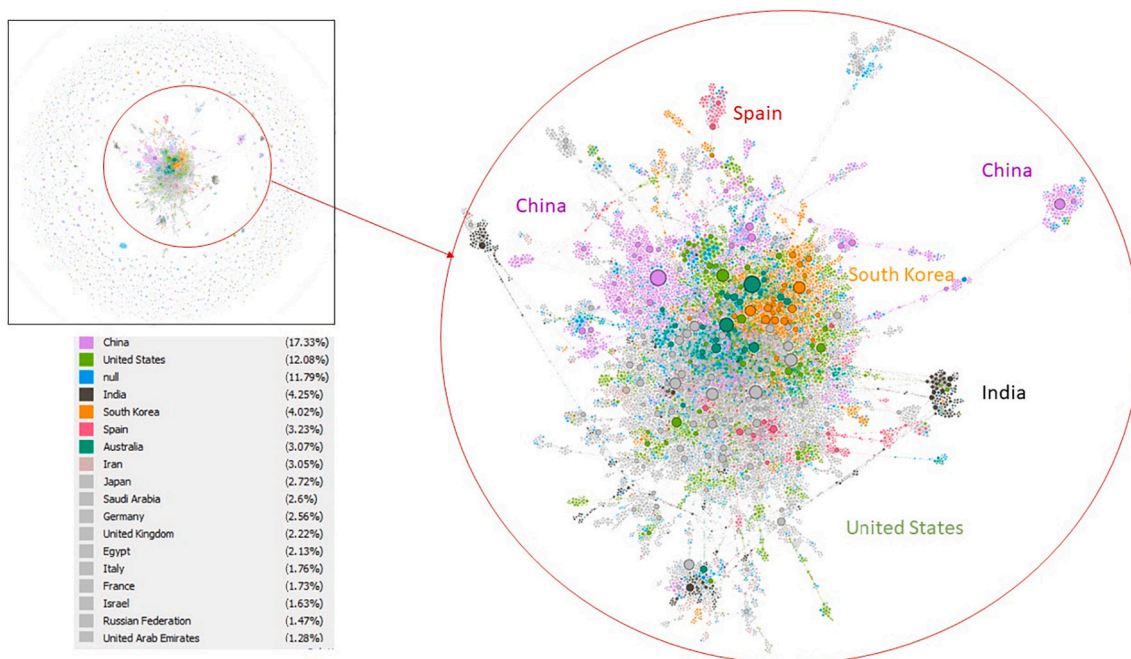 Spain
China
China
South Korea
India
United States
China (17.33%)
United States (12.08%)
null (11.79%)
India (4.25%)
South Korea (4.02%)
Spain (3.23%)
Australia (3.07%)
Iran (3.05%)
Japan (2.72%)
Saudi Arabia (2.6%)
Germany (2.56%)
United Kingdom (2.22%)
Egypt (2.13%)
Italy (1.76%)
France (1.73%)
Israel (1.63%)
Russian Federation (1.47%)
United Arab Emirates (1.28%)